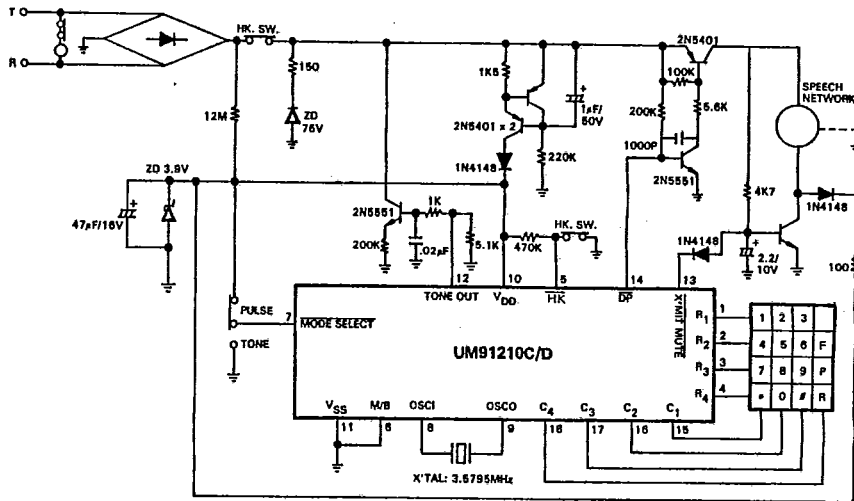 T
R
HK. SW.
150
ZD
75V
12M
1K5
2N5401 x 2
1N4148
1µF/
50V
220K
2N5401
100K
200K
5.6K
1000P
2N5551
SPEECH
NETWORK
4K7
1N4148
1N4148
2.2/
10V
100Ω
ZD 3.9V
47µF/16V
2N5551
200K
1K
.02µF
5.1K
470K
HK. SW.
PULSE
TONE
12
10
5
14
13
TONE OUT
VDD
HK
DP
X'MIT MUTE
7
MODE SELECT
UM91210C/D
R1
1
R2
2
R3
3
R4
4
1 2 3
4 5 6 F
7 8 9 P
* 0 # R
VSS
M/B
OSCI
OSCO
C4
C3
C2
C1
11
6
8
9
18
17
16
15
X'TAL: 3.5795MHz